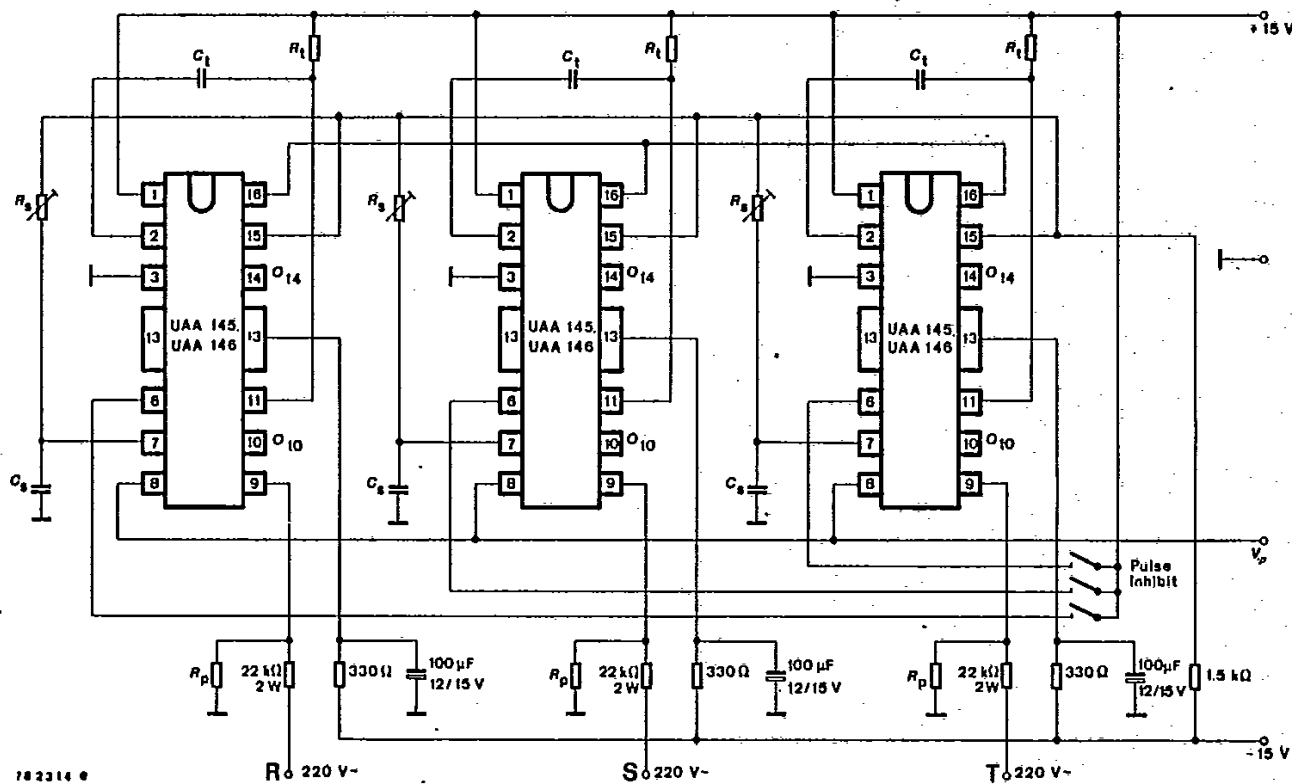 +15 V
Rt
Rt
Rt
Ct
Ct
Ct
Rs
Rs
Rs
1
16
2
15
3
14
O14
13
UAA 145,
UAA 146
13
6
11
7
10
O10
8
9
Cs
1
16
2
15
3
14
O14
13
UAA 145,
UAA 146
13
6
11
7
10
O10
8
9
Cs
1
16
2
15
3
14
O14
13
UAA 145,
UAA 146
13
6
11
7
10
O10
8
9
Cs
Vp
Pulse
Inhibit
Rp
22 kΩ
2 W
330 Ω
100 µF
12/15 V
Rp
22 kΩ
2 W
330 Ω
100 µF
12/15 V
Rp
22 kΩ
2 W
330 Ω
100 µF
12/15 V
1.5 kΩ
-15 V
R 220 V~
S 220 V~
T 220 V~
782314 e